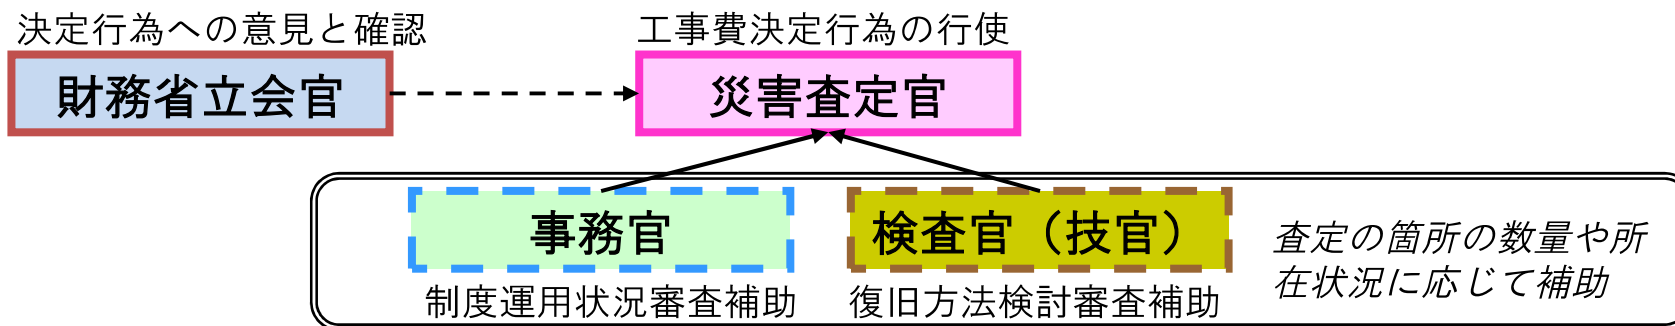 決定行為への意見と確認
財務省立会官
工事費決定行為の行使
災害査定官
事務官
制度運用状況審査補助
検査官（技官）
復旧方法検討審査補助
査定の箇所の数量や所
在状況に応じて補助